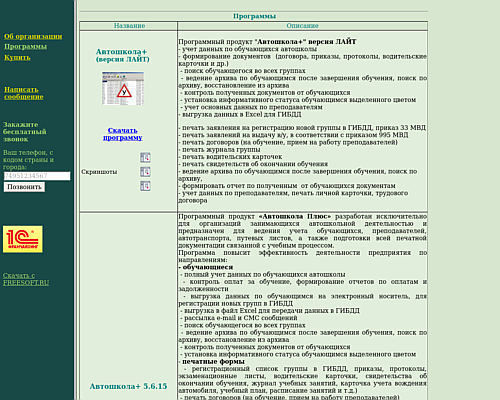 Об организации
Программы
Купить
Написать
сообщение
Закажите
бесплатный
звонок
Ваш телефон, с
кодом страны и
города:
74951234567
Позвонить
1С
ФРАНЧАЙЗИНГ
Скачать с
FREESOFT.RU
Программы
Название
Описание
Автошкола+
(версия ЛАЙТ)
Скачать
программу
Скриншоты
Программый продукт "Автошкола+" версия ЛАЙТ
- учет данных по обучающихся автошколы
- формирование документов (договора, приказы, протоколы, водительские
карточки и др.)
- поиск обучающегося во всех группах
- ведение архива по обучающимся после завершения обучения, поиск по
архиву, восстановление из архива
- контроль полученных документов от обучающихся
- установка информативного статуса обучающимся выделенного цветом
- учет основных данных по преподавателям
- выгрузка данных в Excel для ГИБДД
- печать заявления на регистрацию новой группы в ГИБДД, приказ 33 МВД
- печать заявлений на выдачу в/у, в соответствии с приказом 995 МВД
- печать договоров (на обучение, прием на работу преподавателей)
- печать журнала группы
- печать водительских карточек
- печать свидетельств об окончании обучения
- ведение архива по обучающимся после завершения обучения, поиск по
архиву,
- формировать отчет по полученным от обучающихся документам
- учет данных по преподавателям, печать личной карточки, трудового
договора
Автошкола+ 5.6.15
Программый продукт «Автошкола Плюс» разработан исключительно
для организаций занимающихся автошкольной деятельностью и
предназначен для ведения учета обучающихся, преподавателей,
автотранспорта, путевых листов, а также подготовки всей печатной
документации связанной с учебным процессом.
Программа повысит эффективность деятельности предприятия по
направлениям:
- обучающиеся
- полный учет данных по обучающимся автошколы
- контроль оплат за обучение, формирование отчетов по оплатам и
задолженности
- выгрузка данных по обучающимся на электронный носитель, для
регистрации новых групп в ГИБДД
- выгрузка в файл Excel для передачи данных в ГИБДД
- рассылка e-mail и СМС сообщений
- поиск обучающегося во всех группах
- ведение архива по обучающимся после завершения обучения, поиск по
архиву, восстановление из архива
- контроль полученных документов от обучающихся
- установка информативного статуса обучающимся выделенного цветом
- печатные формы
- регистрационный список группы в ГИБДД, приказы, протоколы,
экзаменационные листы, водительские карточки, свидетельства об
окончании обучения, журнал учебных занятий, карточка учета вождения
автомобиля, учебный план, расписание занятий и т.д.)
- печать договоров (на обучение, прием на работу преподавателей)